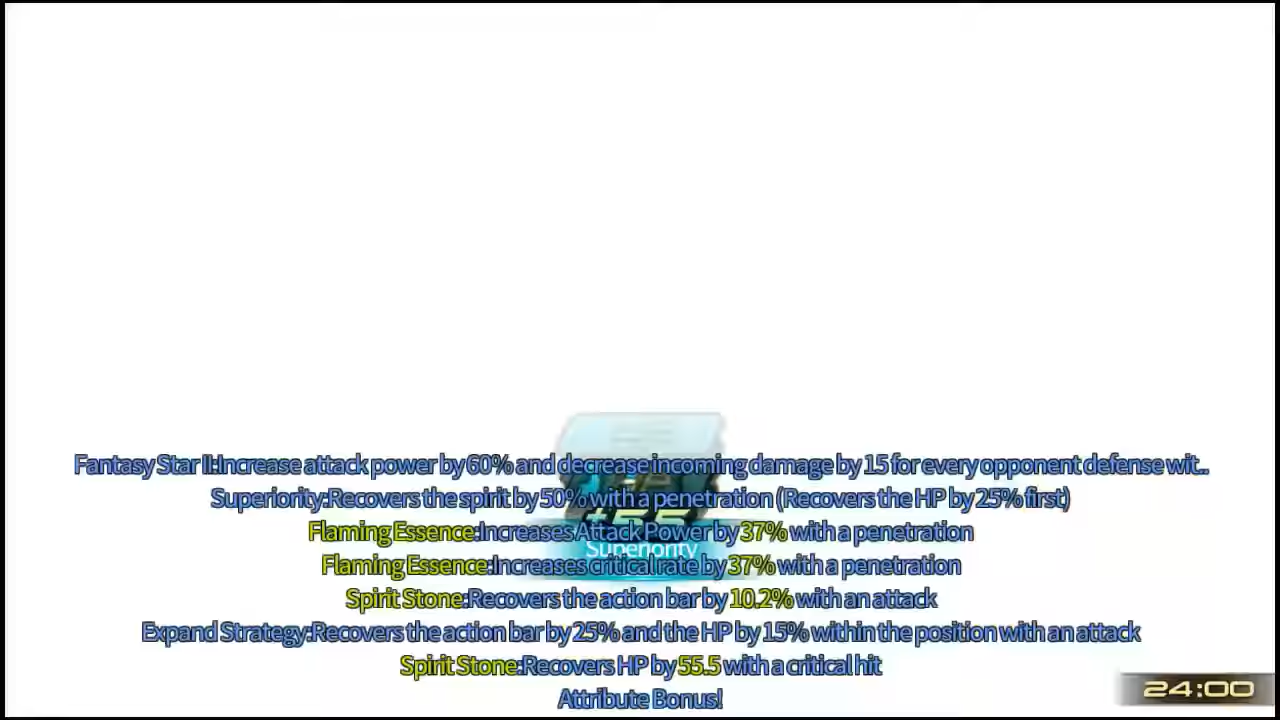 Fantasy Star II:Increase attack power by 60% and decrease incoming damage by 15 for every opponent defense wit...
HP
Superiority:Recovers the spirit by 50% with a penetration (Recovers the HP by 25% first)
+55
Flaming Essence:Increases Attack Power by 37% with a penetration
Superiority
Flaming Essence:Increases critical rate by 37% with a penetration
Spirit Stone:Recovers the action bar by 10.2% with an attack
Expand Strategy:Recovers the action bar by 25% and the HP by 15% within the position with an attack
Spirit Stone:Recovers HP by 55.5 with a critical hit
24:00
Attribute Bonus!